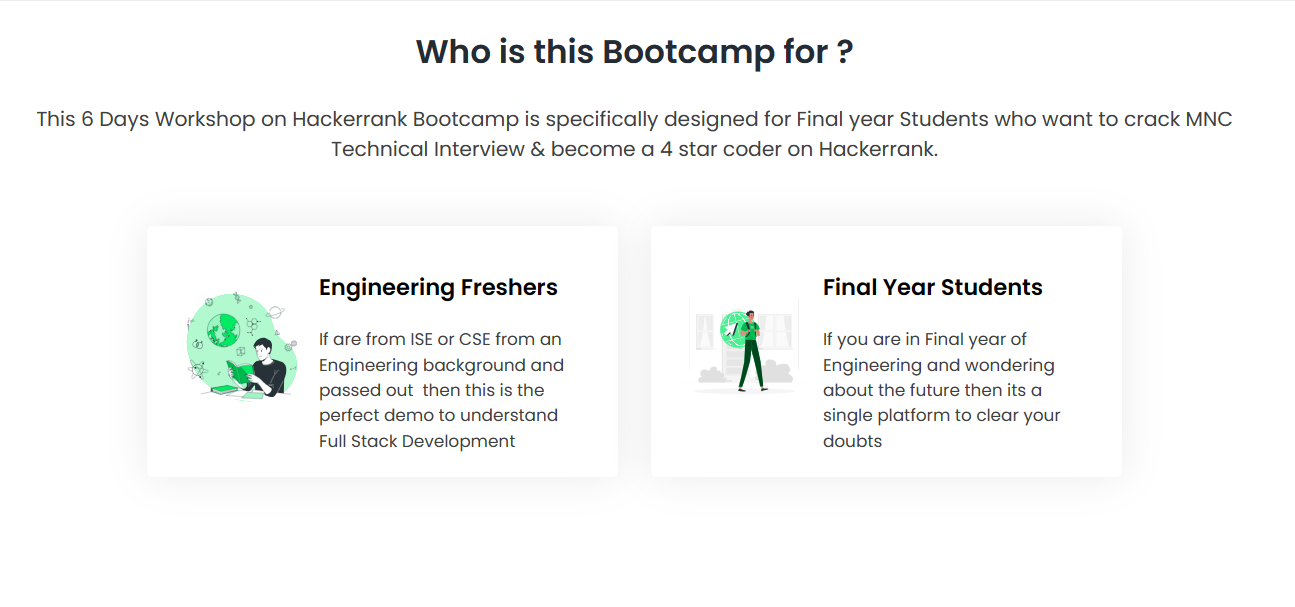 Who is this Bootcamp for ?
This 6 Days Workshop on Hackerrank Bootcamp is specifically designed for Final year Students who want to crack MNC
Technical Interview & become a 4 star coder on Hackerrank.
Engineering Freshers
If are from ISE or CSE from an
Engineering background and
passed out  then this is the
perfect demo to understand
Full Stack Development
Final Year Students
If you are in Final year of
Engineering and wondering
about the future then its a
single platform to clear your
doubts